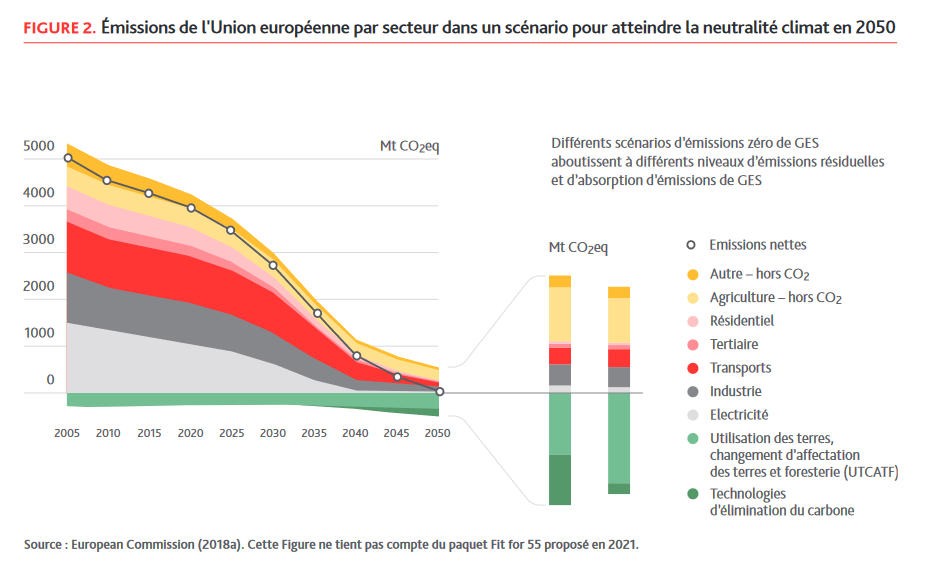 FIGURE 2. Émissions de l'Union européenne par secteur dans un scénario pour atteindre la neutralité climat en 2050
5000
Mt CO2eq
4000
3000
2000
1000
0
2005 2010 2015 2020 2025 2030 2035 2040 2045 2050
Différents scénarios d'émissions zéro de GES
aboutissent à différents niveaux d'émissions résiduelles
et d'absorption d'émissions de GES
Mt CO2eq
Emissions nettes
Autre – hors CO2
Agriculture – hors CO2
Résidentiel
Tertiaire
Transports
Industrie
Electricité
Utilisation des terres,
changement d'affectation
des terres et foresterie (UTCATF)
Technologies
d'élimination du carbone
Source : European Commission (2018a). Cette Figure ne tient pas compte du paquet Fit for 55 proposé en 2021.